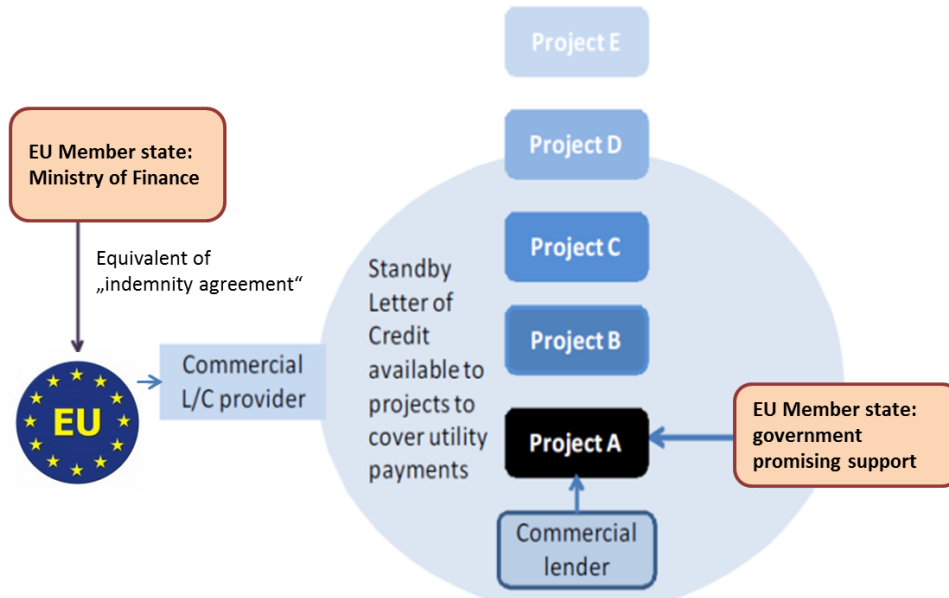 Project E
EU Member state:
Ministry of Finance
Project D
Equivalent of
„indemnity agreement“
Project C
Standby
Letter of
Credit
available to
projects to
cover utility
payments
Project B
Commercial
L/C provider
EU
Project A
EU Member state:
government
promising support
Commercial
lender